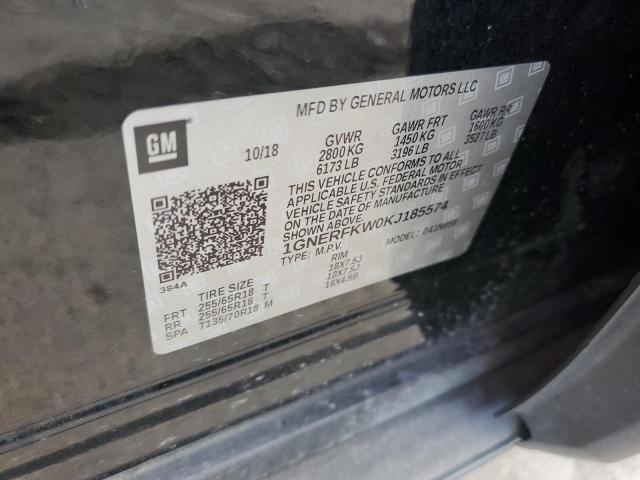 MFD BY GENERAL MOTORS LLC
GM
10/18
GVWR GAWR FRT GAWR RR
2800 KG 1450 KG 1600 KG
6173 LB 3196 LB 3527 LB
THIS VEHICLE CONFORMS TO ALL
APPLICABLE U.S. FEDERAL MOTOR
VEHICLE SAFETY STANDARDS IN EFFECT
ON THE DATE OF MANUFACTURE
SHOWN ABOVE.
1GNERFKW0KJ185574
TYPE: M.P.V. MODEL:
384A
TIRE SIZE RIM
FRT 255/65R18 T 18X7.5J
RR 255/65R18 T 18X7.5J
SPA T135/70R18 M 18X4.5B